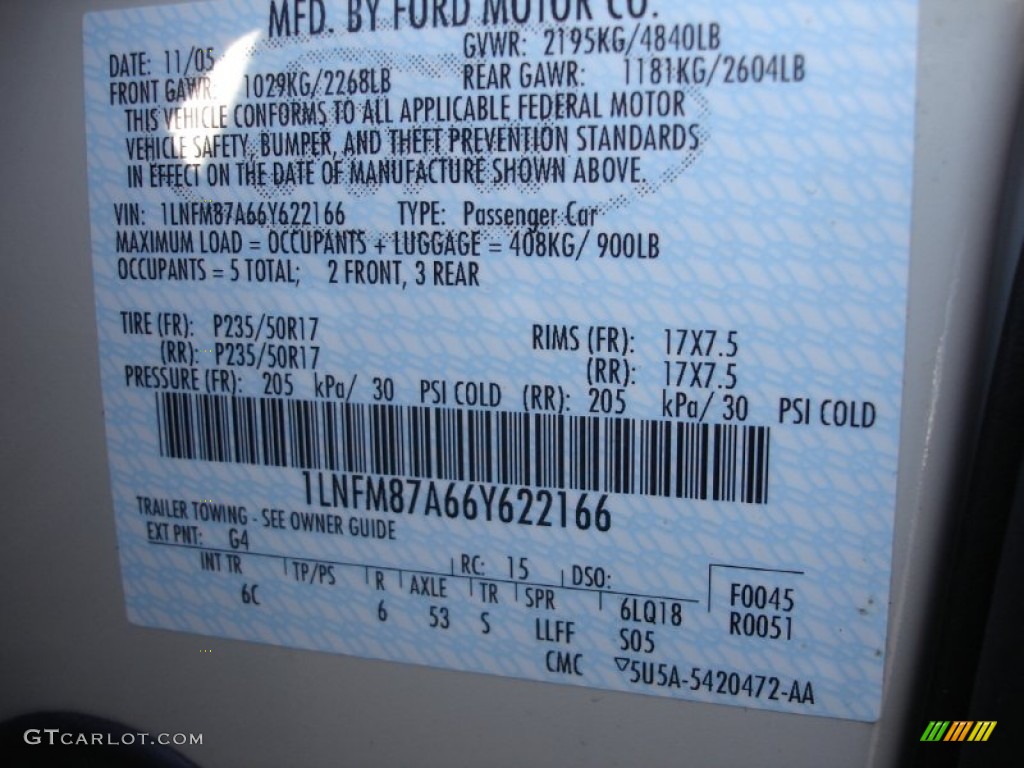 MFD. BY FORD MOTOR CO.
DATE: 11/05 GVWR: 2195KG/4840LB
FRONT GAWR: 1029KG/2268LB REAR GAWR: 1181KG/2604LB
THIS VEHICLE CONFORMS TO ALL APPLICABLE FEDERAL MOTOR
VEHICLE SAFETY, BUMPER, AND THEFT PREVENTION STANDARDS
IN EFFECT ON THE DATE OF MANUFACTURE SHOWN ABOVE.
VIN: 1LNFM87A66Y622166 TYPE: Passenger Car
MAXIMUM LOAD = OCCUPANTS + LUGGAGE = 408KG/ 900LB
OCCUPANTS = 5 TOTAL; 2 FRONT, 3 REAR
TIRE (FR): P235/50R17 RIMS (FR): 17X7.5
(RR): P235/50R17 (RR): 17X7.5
PRESSURE (FR): 205 kPa/ 30 PSI COLD (RR): 205 kPa/ 30 PSI COLD
1LNFM87A66Y622166
TRAILER TOWING - SEE OWNER GUIDE
EXT PNT: G4 RC: 15 DSO: F0045
INT TR TP/PS R AXLE TR SPR 6LQ18 R0051
6C 6 53 S LLFF S05
CMC ▽5U5A-5420472-AA
GTCARLOT.COM